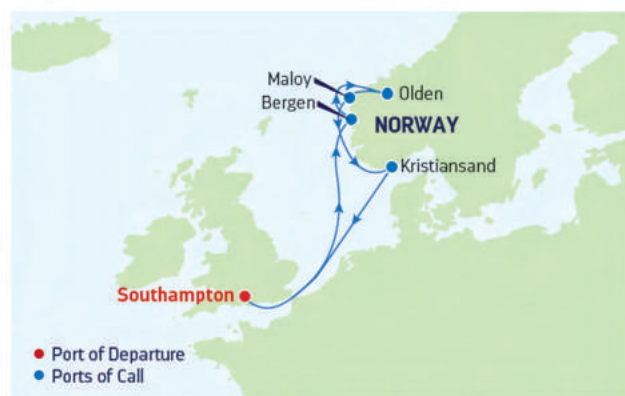 Maloy
Olden
Bergen
NORWAY
Kristiansand
Southampton
Port of Departure
Ports of Call